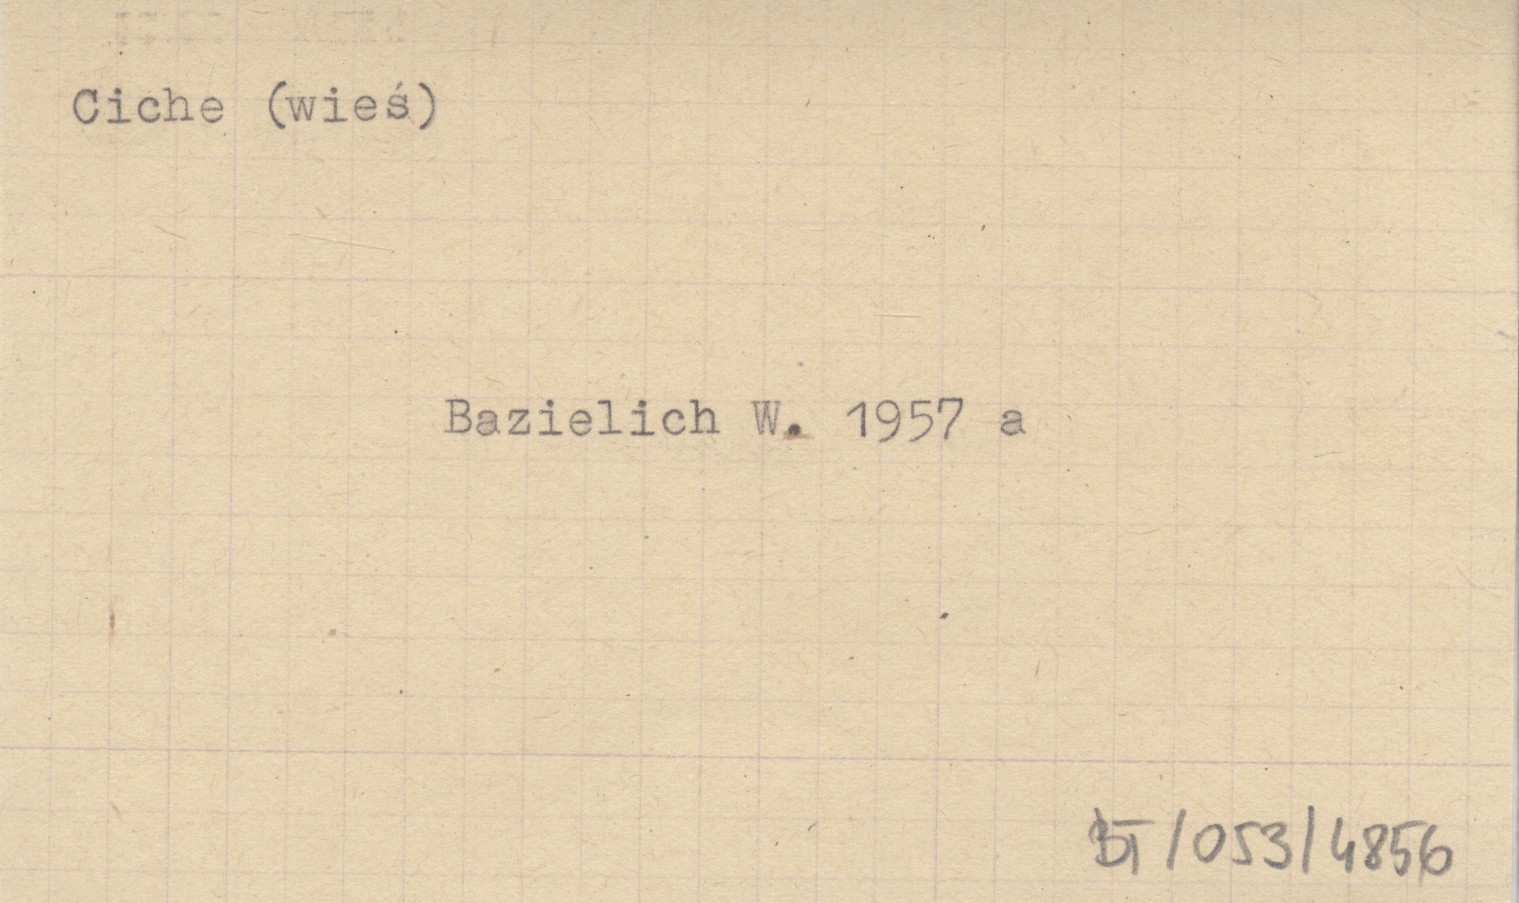 Ciche (wieś)
Bazielich W. 1957 a
BT/053/4856